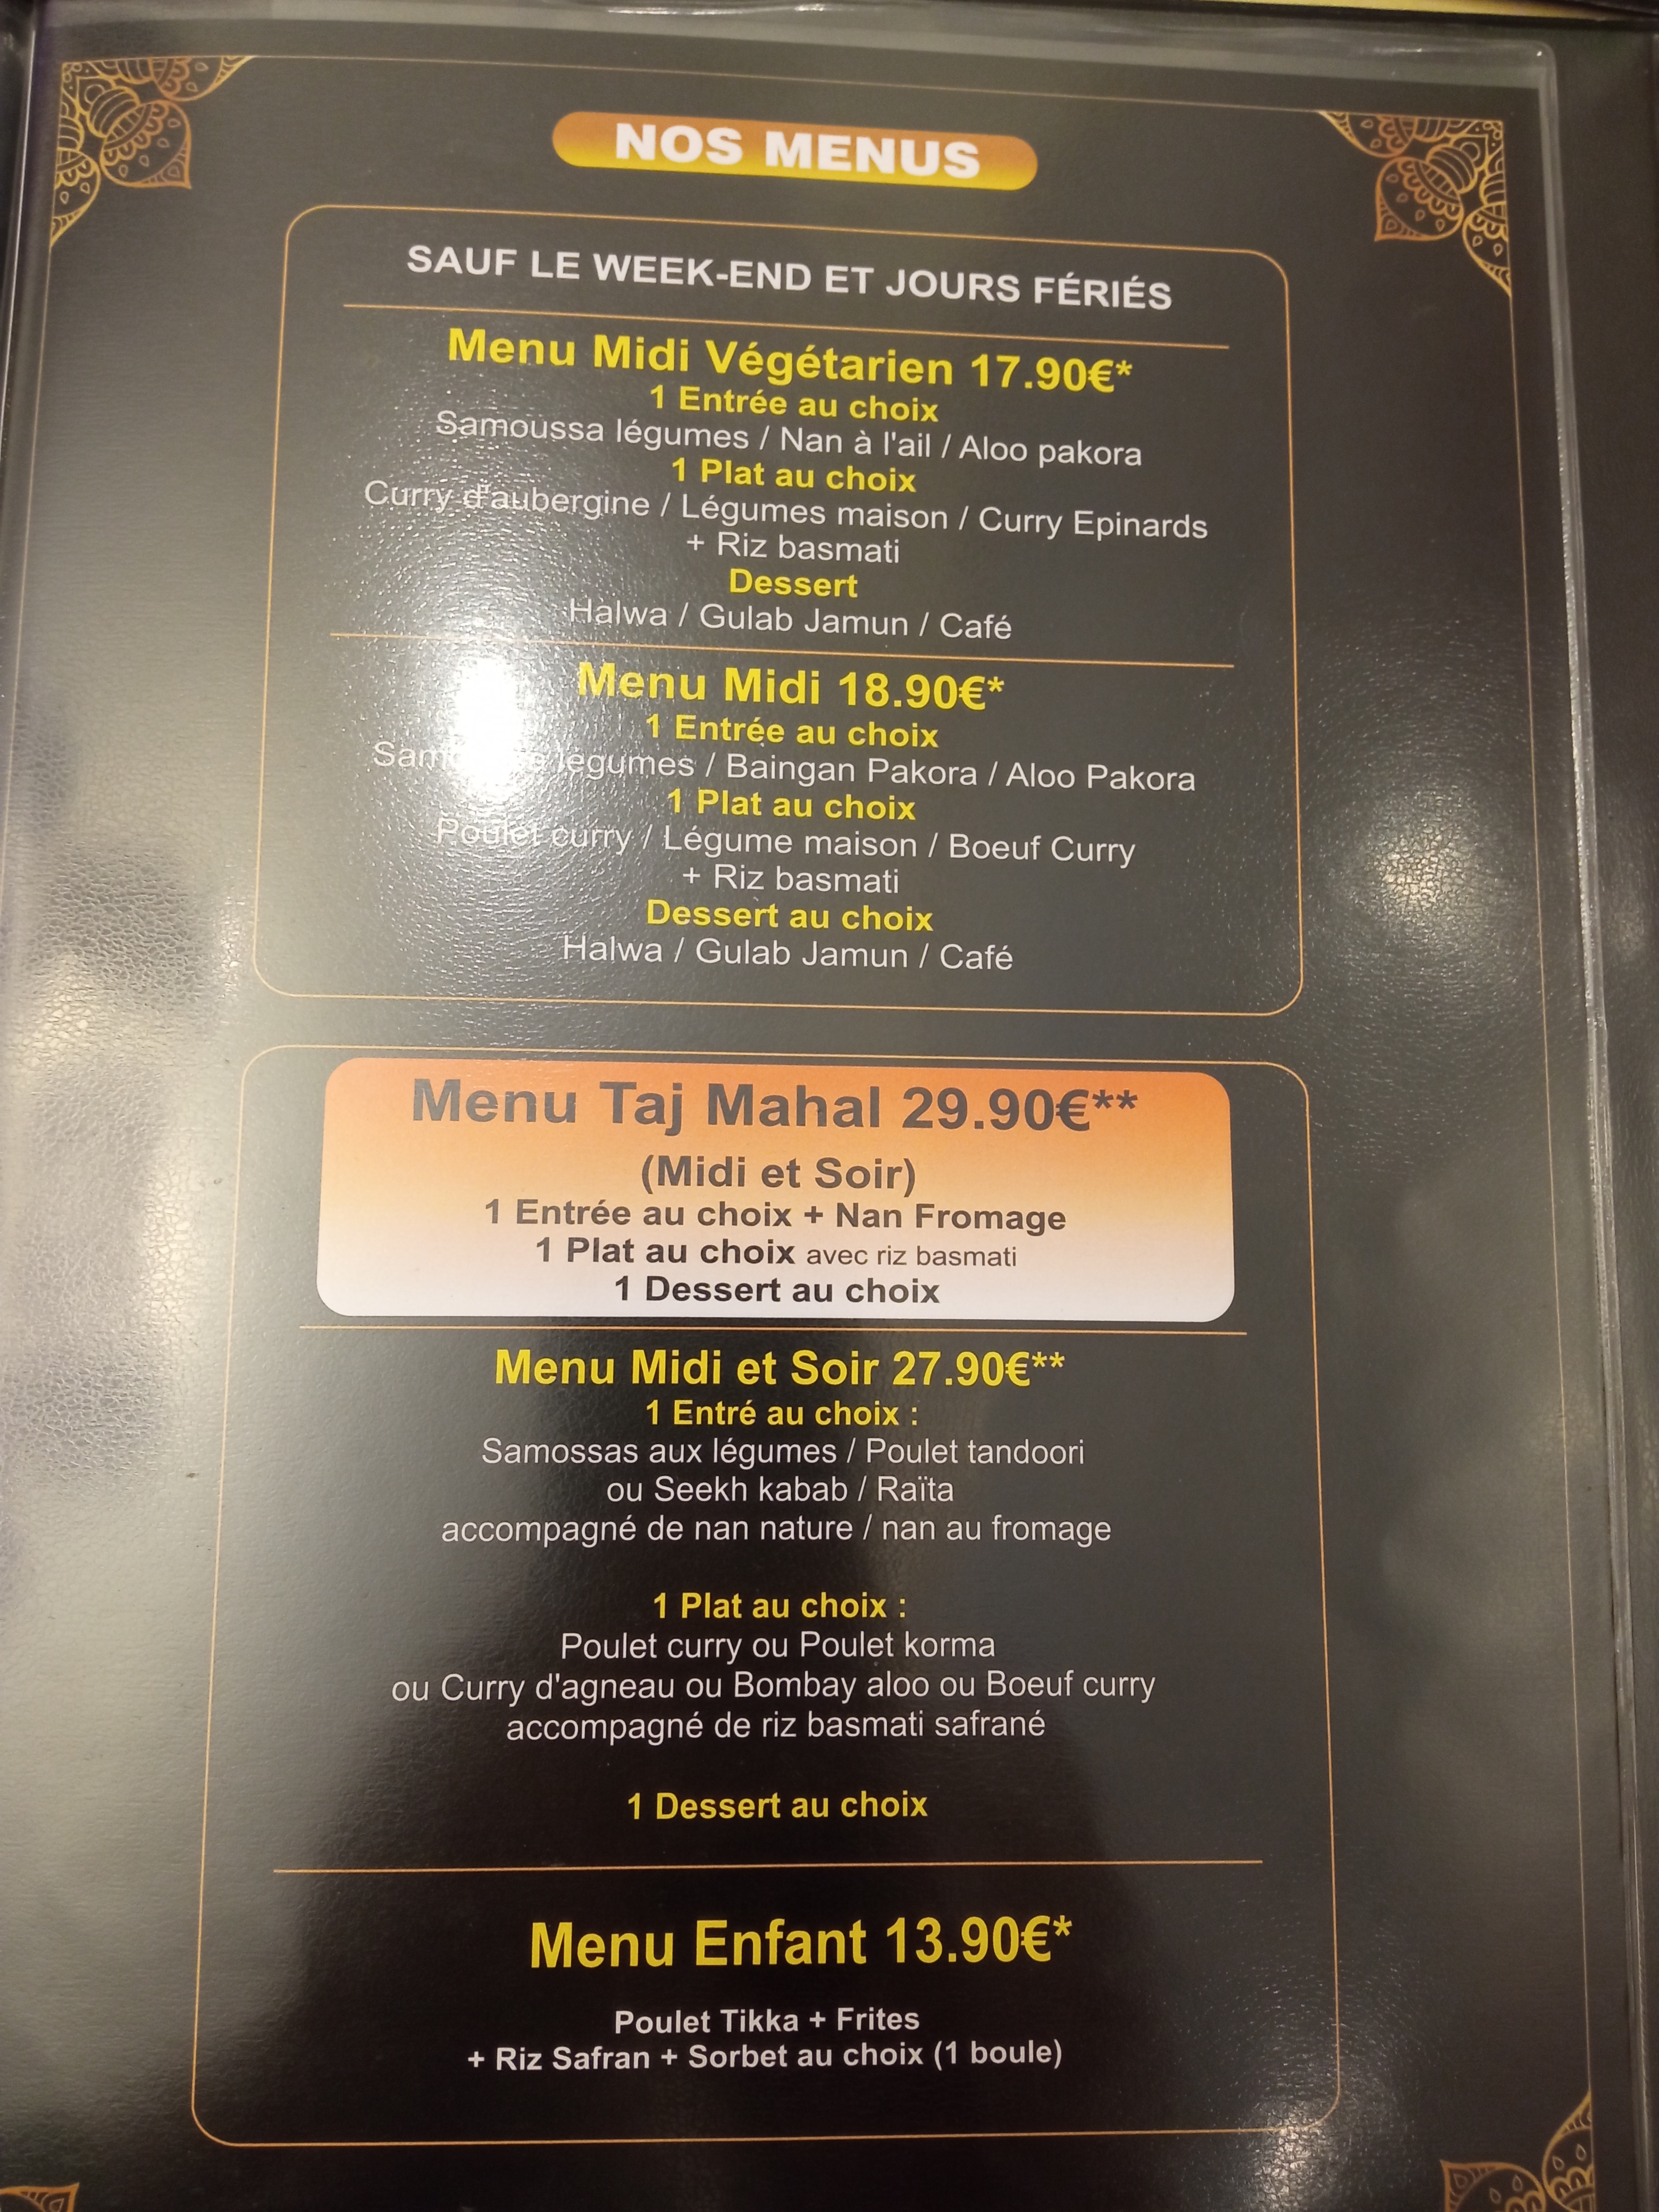 NOS MENUS
SAUF LE WEEK-END ET JOURS FÉRIÉS
Menu Midi Végétarien 17.90€*
1 Entrée au choix
Samoussa légumes / Nan à l'ail / Aloo pakora
1 Plat au choix
Curry d'aubergine / Légumes maison / Curry Epinards
+ Riz basmati
Dessert
Halwa / Gulab Jamun / Café
Menu Midi 18.90€*
1 Entrée au choix
légumes / Baingan Pakora / Aloo Pakora
1 Plat au choix
Poulet curry / Légume maison / Boeuf Curry
+ Riz basmati
Dessert au choix
Halwa / Gulab Jamun / Café
Menu Taj Mahal 29.90€**
(Midi et Soir)
1 Entrée au choix + Nan Fromage
1 Plat au choix avec riz basmati
1 Dessert au choix
Menu Midi et Soir 27.90€**
1 Entré au choix :
Samossas aux légumes / Poulet tandoori
ou Seekh kabab / Raïta
accompagné de nan nature / nan au fromage
1 Plat au choix :
Poulet curry ou Poulet korma
ou Curry d'agneau ou Bombay aloo ou Boeuf curry
accompagné de riz basmati safrané
1 Dessert au choix
Menu Enfant 13.90€*
Poulet Tikka + Frites
+ Riz Safran + Sorbet au choix (1 boule)